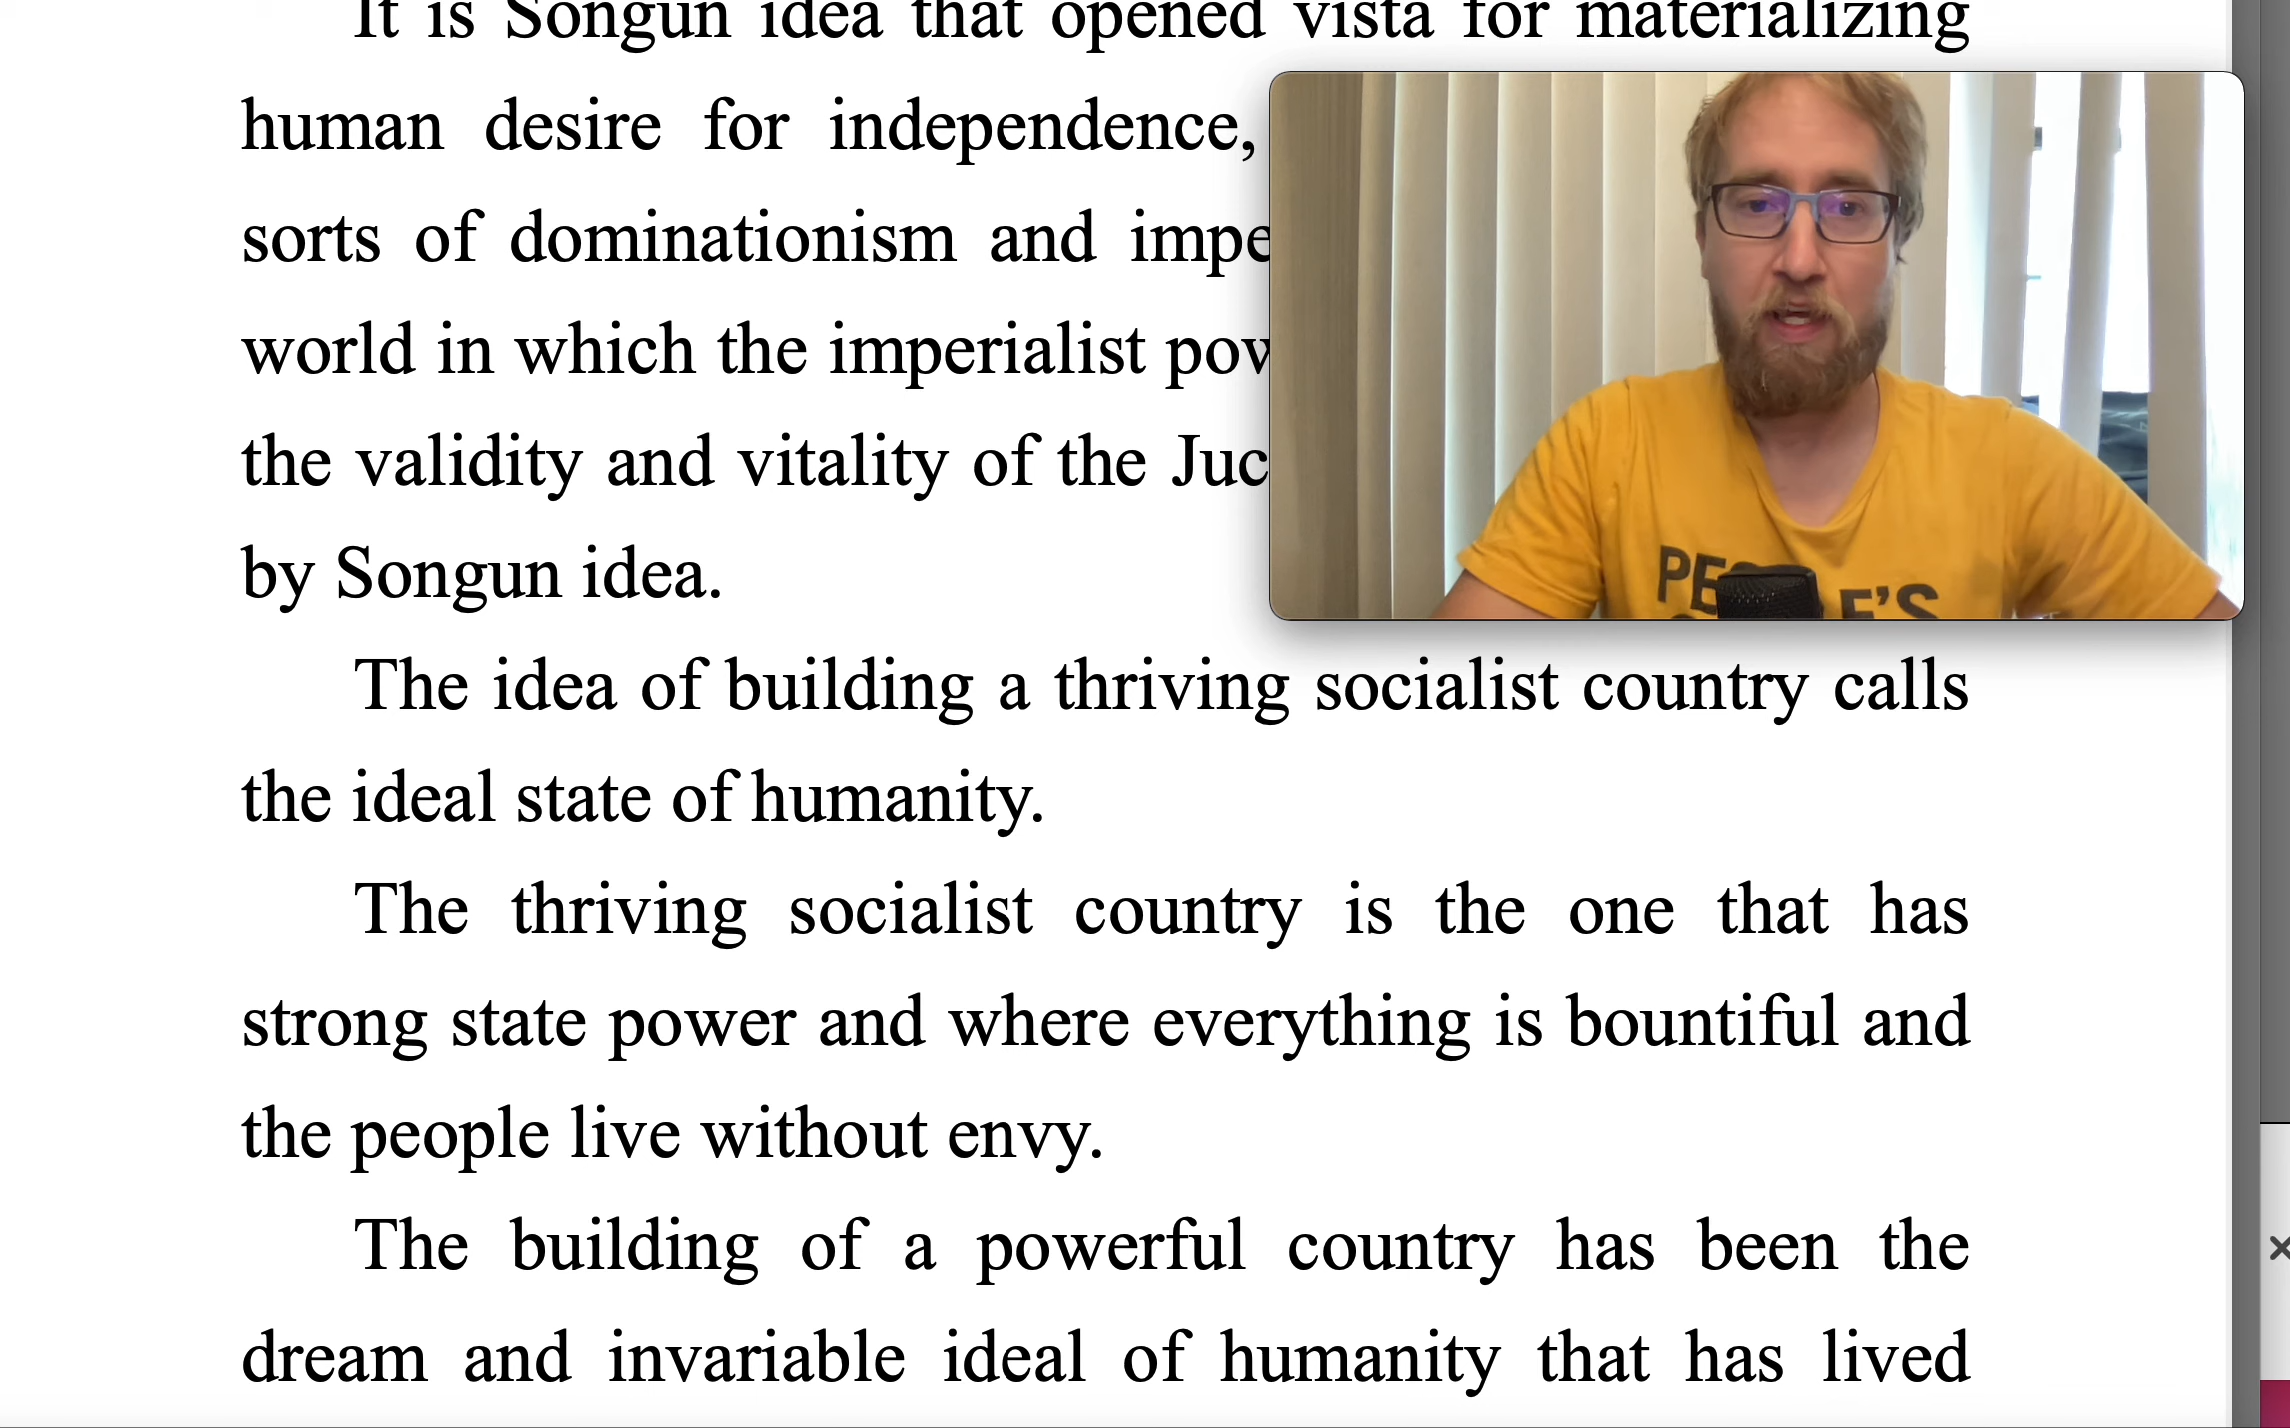 It is Songun idea that opened vista for materializing
human desire for independence,
sorts of dominationism and impe
world in which the imperialist pow
the validity and vitality of the Juc
by Songun idea.
The idea of building a thriving socialist country calls
the ideal state of humanity.
The thriving socialist country is the one that has
strong state power and where everything is bountiful and
the people live without envy.
The building of a powerful country has been the
dream and invariable ideal of humanity that has lived